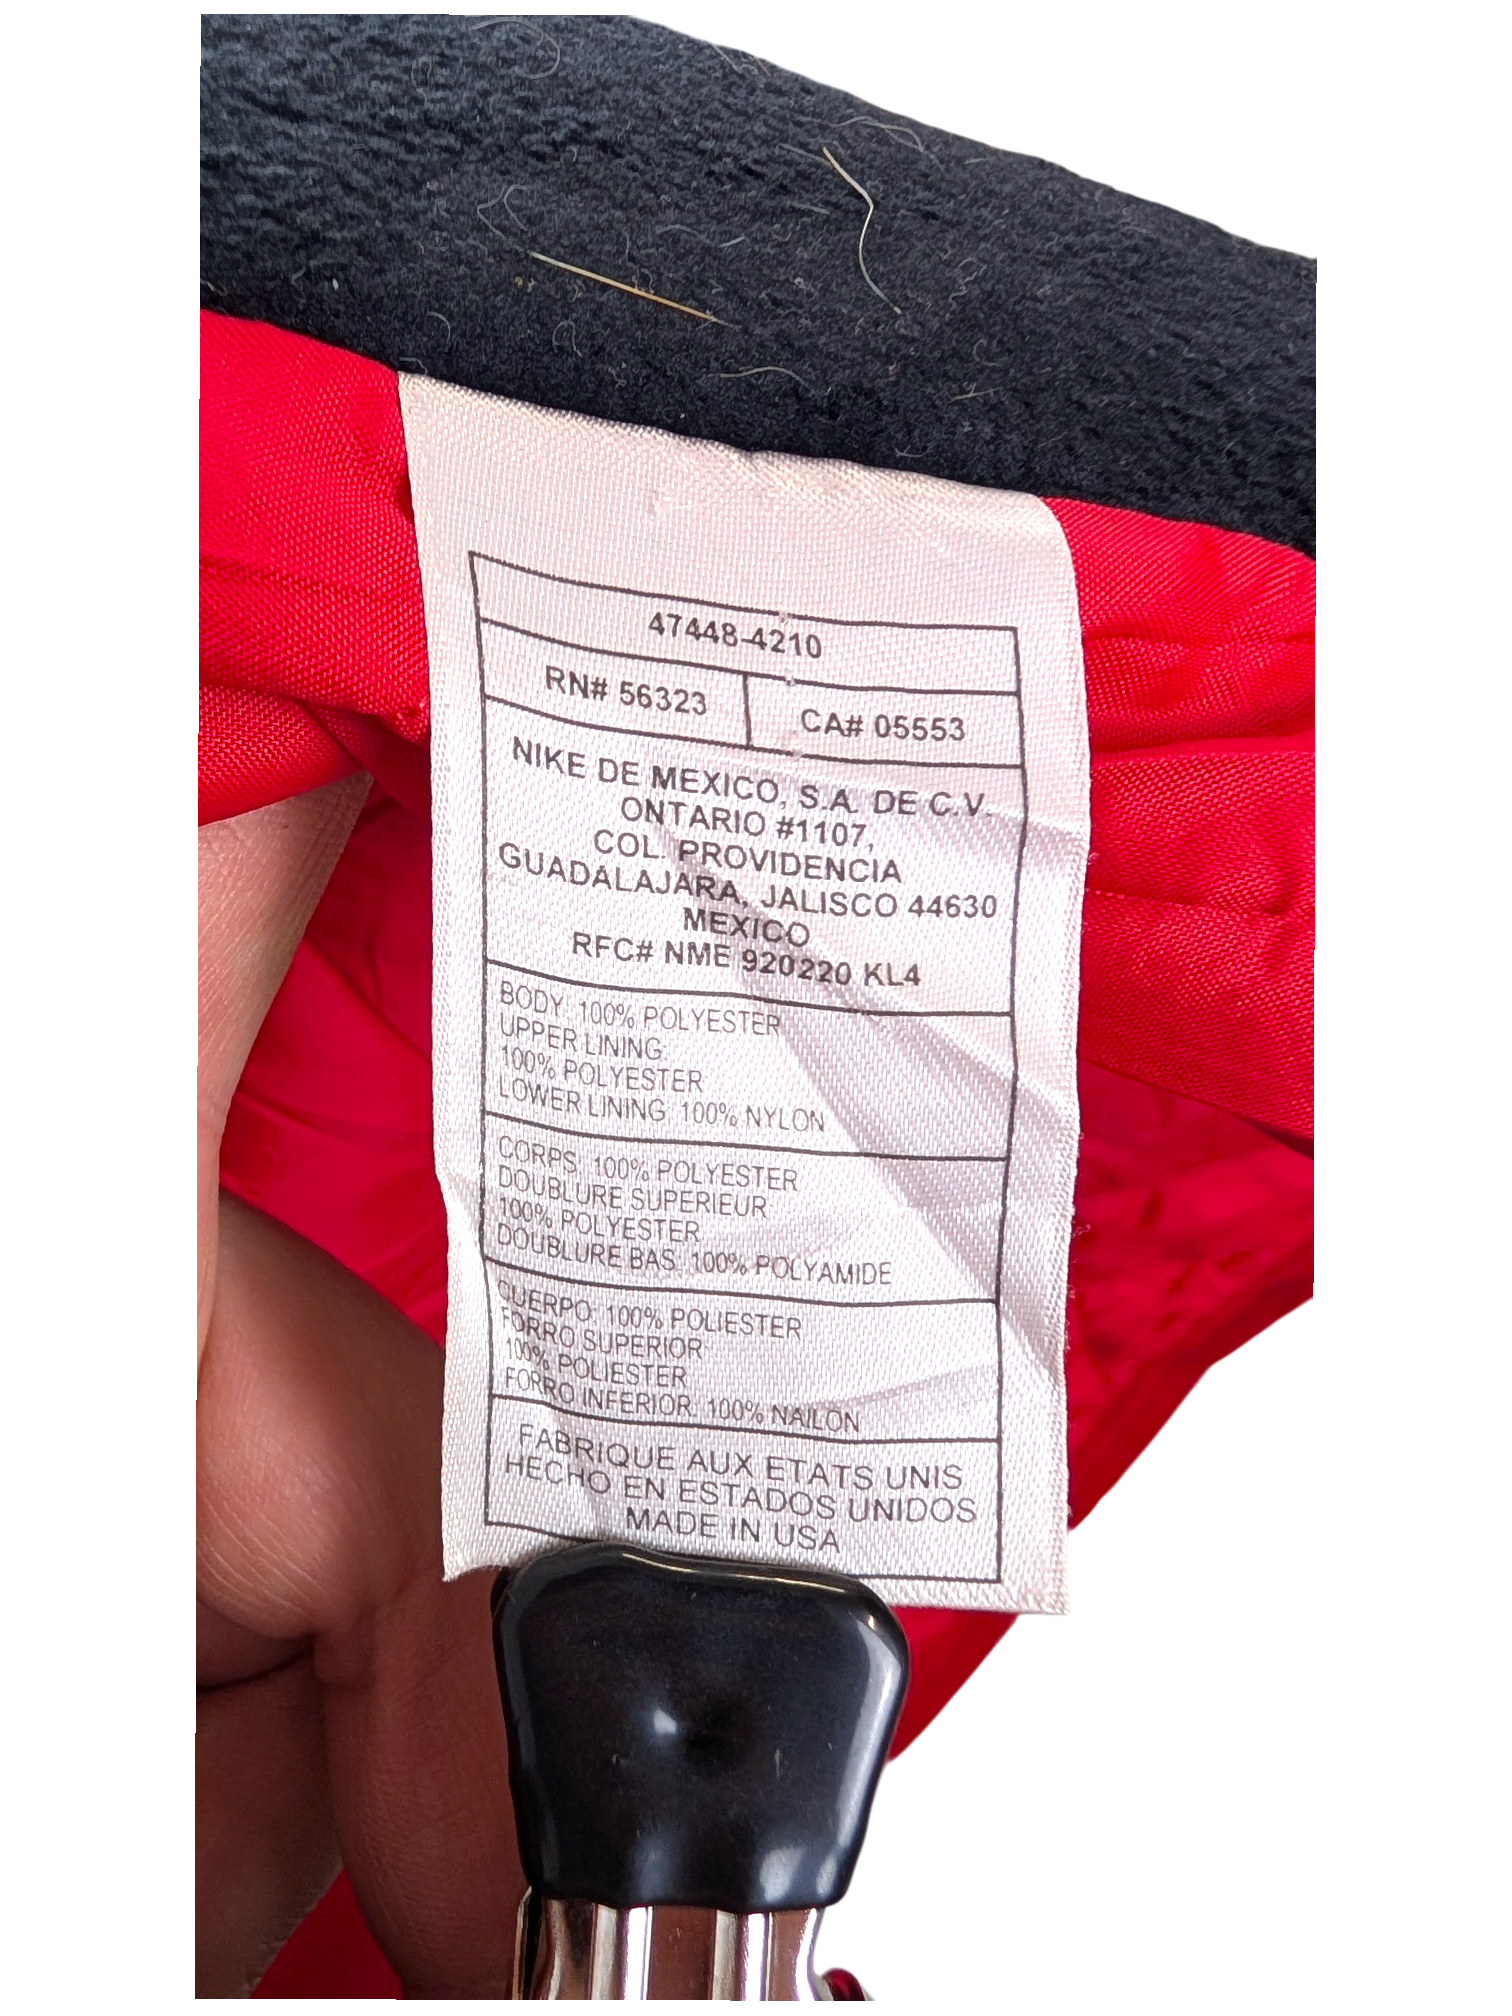 47448-4210
RN# 56323 CA# 05553
NIKE DE MEXICO, S.A. DE C.V.
ONTARIO #1107,
COL. PROVIDENCIA
GUADALAJARA, JALISCO 44630
MEXICO
RFC# NME 920220 KL4
BODY: 100% POLYESTER
UPPER LINING:
100% POLYESTER
LOWER LINING: 100% NYLON
CORPS: 100% POLYESTER
DOUBLURE SUPERIEUR:
100% POLYESTER
DOUBLURE BAS: 100% POLYAMIDE
CUERPO: 100% POLIESTER
FORRO SUPERIOR
100% POLIESTER
FORRO INFERIOR: 100% NAILON
FABRIQUE AUX ETATS UNIS
HECHO EN ESTADOS UNIDOS
MADE IN USA